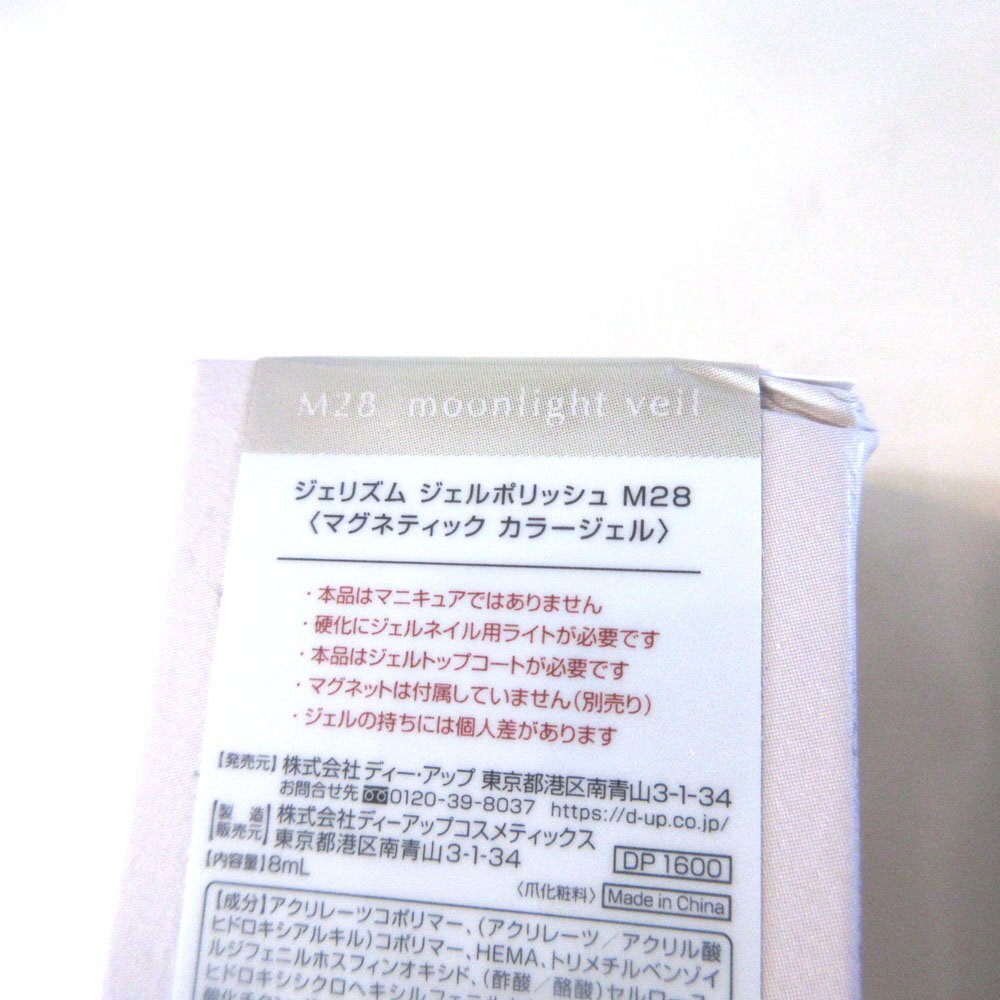 M28 moonlight veil
ジェリズム ジェルポリッシュ M28
〈マグネティック カラージェル〉
・本品はマニキュアではありません
・硬化にジェルネイル用ライトが必要です
・本品はジェルトップコートが必要です
・マグネットは付属していません(別売り)
・ジェルの持ちには個人差があります
【発売元】株式会社ディー・アップ 東京都港区南青山3-1-34
お問合せ先 0120-39-8037 https://d-up.co.jp/
【製造販売元】株式会社ディーアップコスメティックス
東京都港区南青山3-1-34
DP 1600
【内容量】8mL
〈爪化粧料〉 Made in China
【成分】アクリレーツコポリマー、(アクリレーツ/アクリル酸
ヒドロキシアルキル)コポリマー、HEMA、トリメチルベンゾイ
ルジフェニルホスフィンオキシド、(酢酸/酪酸)セルロース、
ヒドロキシシクロヘキシルフェニル
酸化チタン